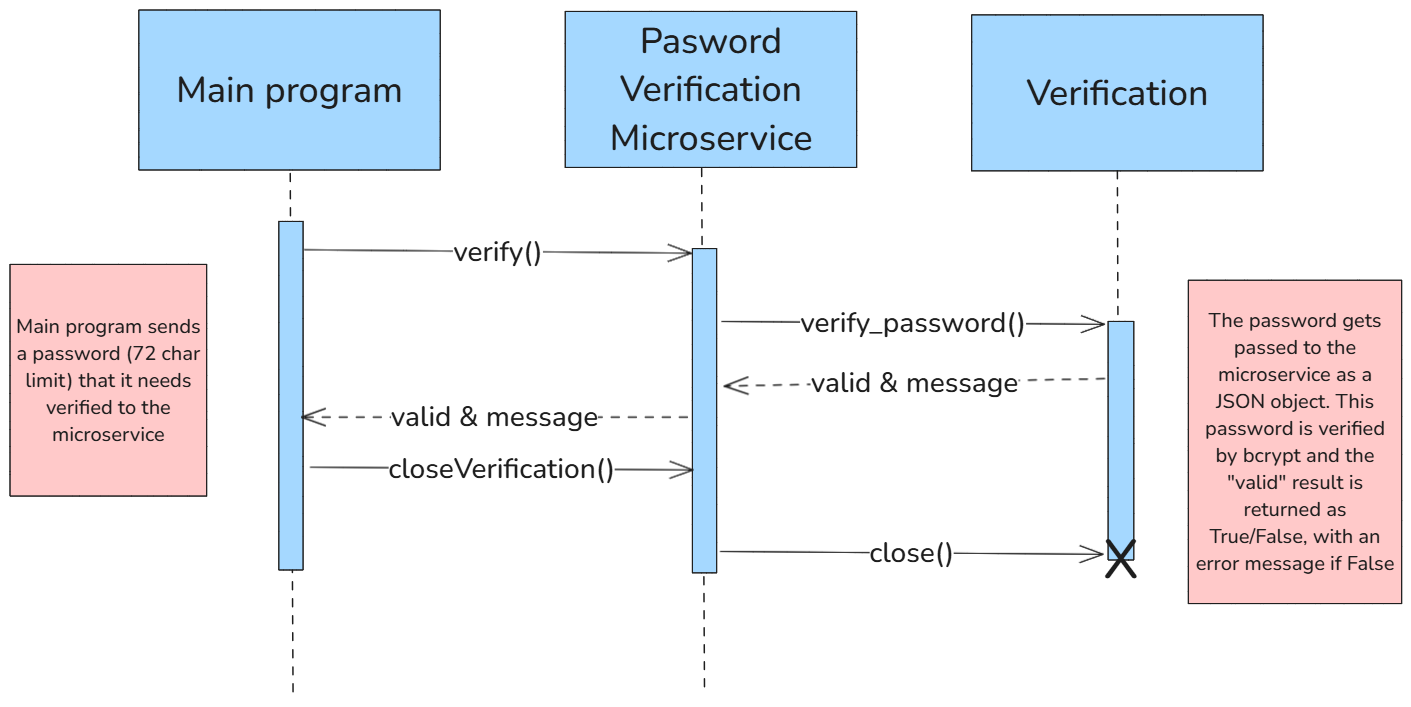 Main program
Pasword
Verification
Microservice
Verification
verify()
Main program sends
a password (72 char
limit) that it needs
verified to the
microservice
verify_password()
valid & message
valid & message
closeVerification()
close()
The password gets
passed to the
microservice as a
JSON object. This
password is verified
by bcrypt and the
"valid" result is
returned as
True/False, with an
error message if False